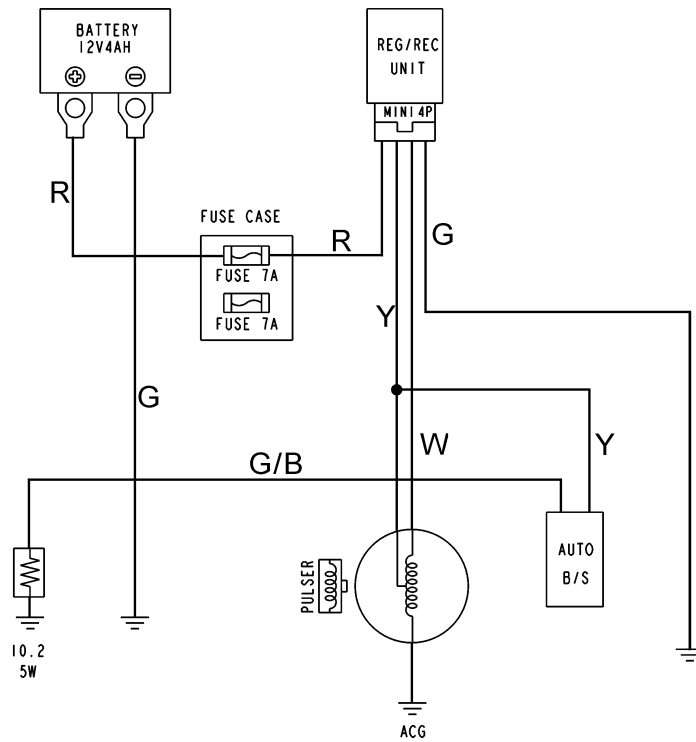 BATTERY
12V4AH
REG/REC
UNIT
MINI 4P
R
FUSE CASE
R
G
FUSE 7A
Y
FUSE 7A
G
W
Y
G/B
AUTO
B/S
PULSER
10.2
5W
ACG